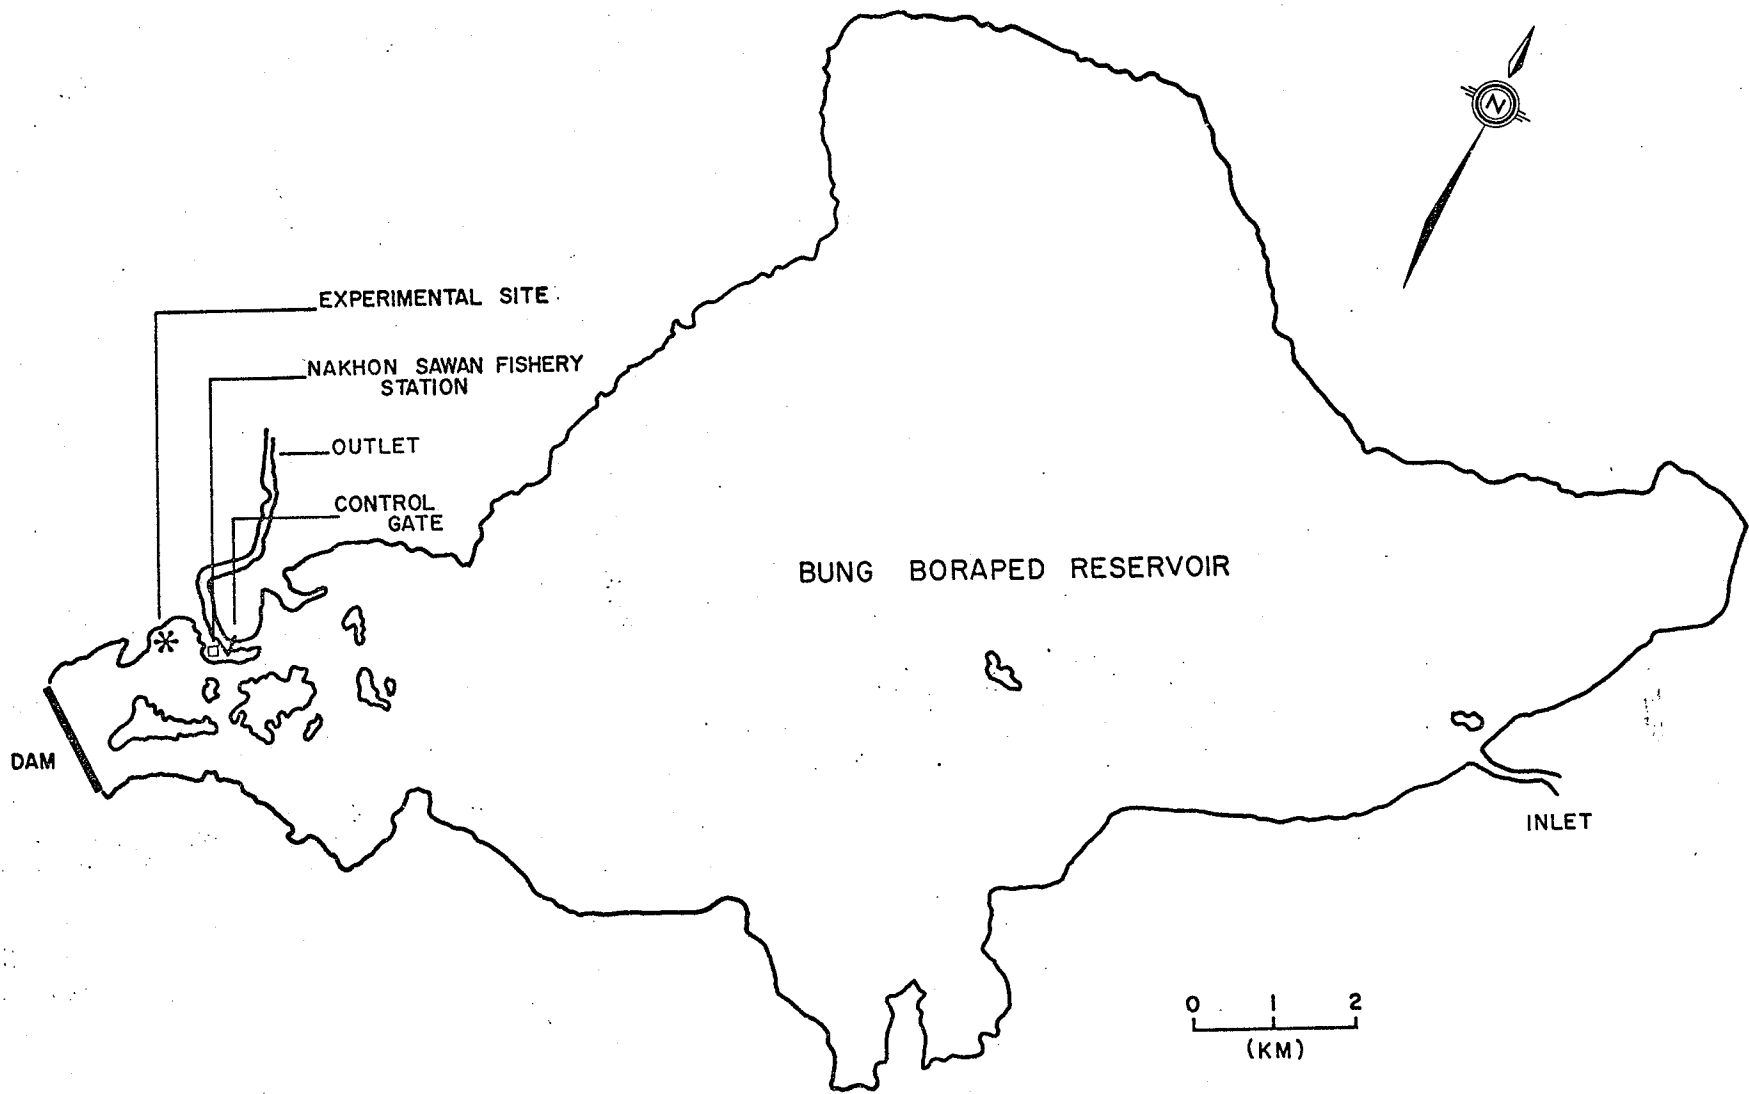 N
EXPERIMENTAL SITE
NAKHON SAWAN FISHERY
STATION
OUTLET
CONTROL
GATE
BUNG BORAPED RESERVOIR
DAM
INLET
0 1 2
(KM)